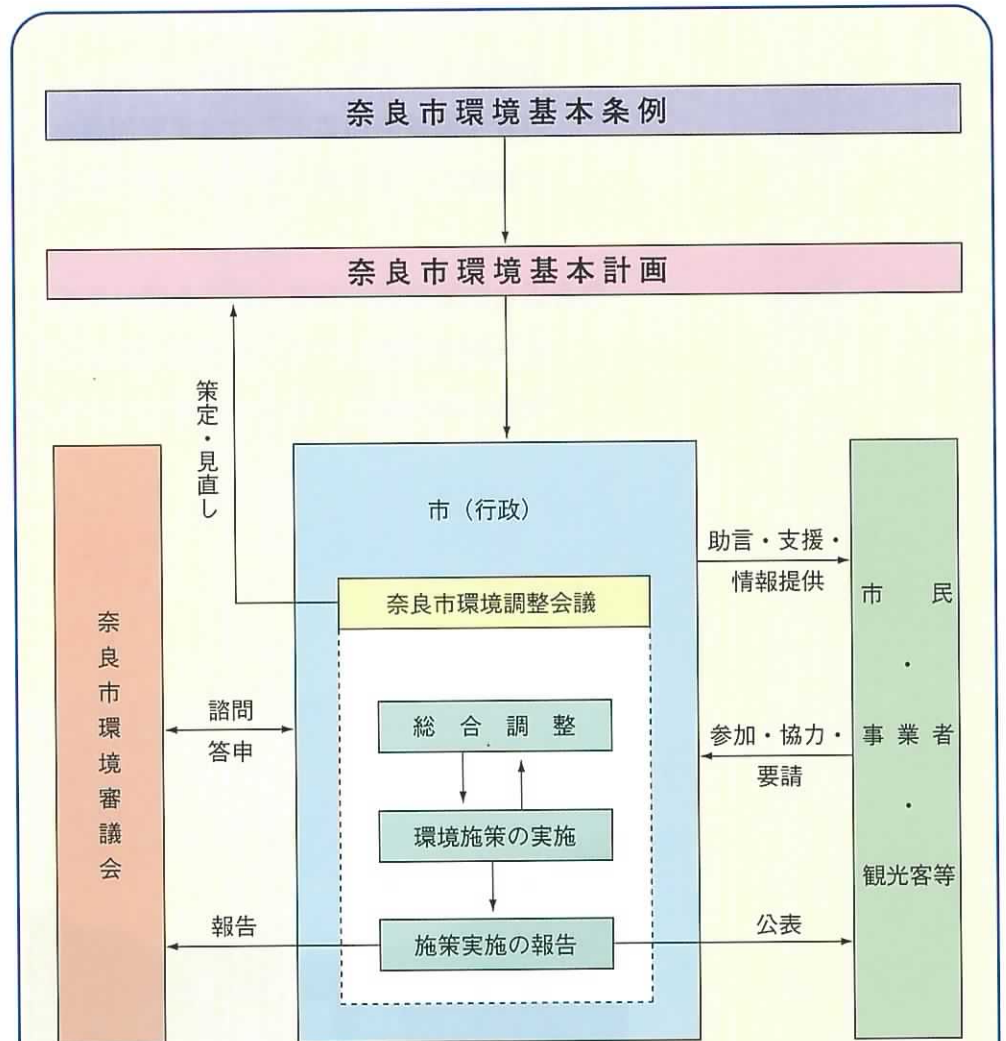 奈良市環境基本条例
奈良市環境基本計画
策定・見直し
市（行政）
助言・支援・
情報提供
奈良市環境調整会議
市民
・
事業者
・
観光客等
奈良市環境審議会
諮問
答申
総合調整
参加・協力・
要請
環境施策の実施
報告
施策実施の報告
公表